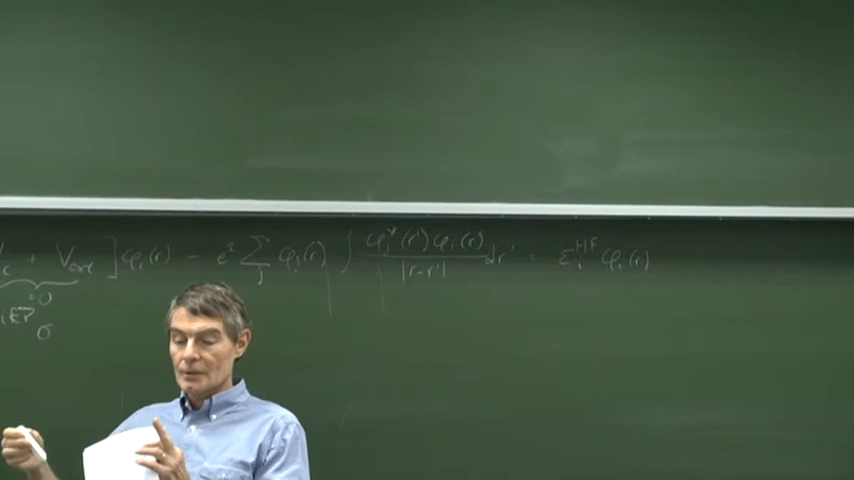 c + V_ext ] φ_i(r) - e² Σ_j φ_j(r) ∫ φ_j*(r')φ_i(r') / |r-r'| dr' = ε_i^HF φ_i(r)
= 0
σ